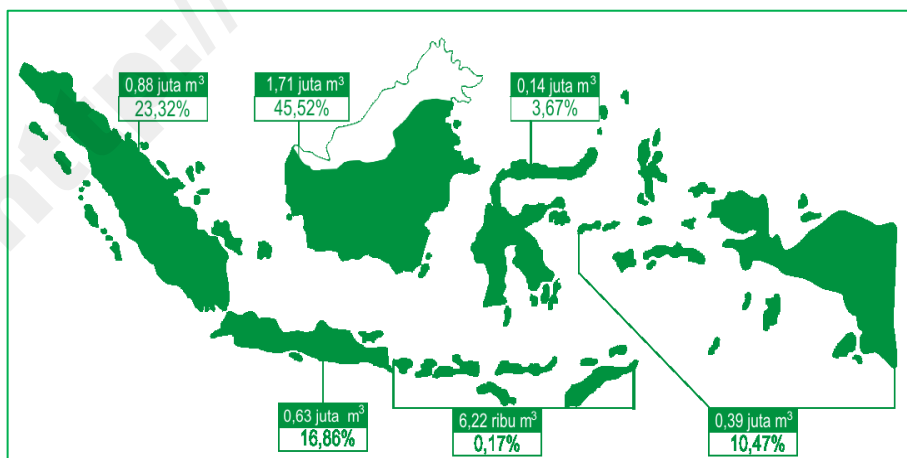 http://
0,88 juta m³
23,32%
1,71 juta m³
45,52%
0,14 juta m³
3,67%
0,63 juta m³
16,86%
6,22 ribu m³
0,17%
0,39 juta m³
10,47%